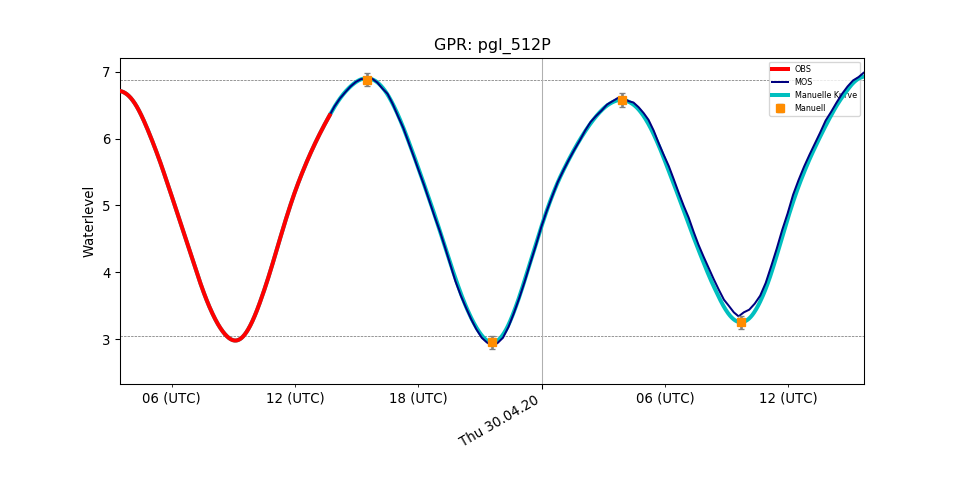 GPR: pgl_512P
7
6
5
4
3
Waterlevel
OBS
MOS
Manuelle Kurve
Manuell
06 (UTC)
12 (UTC)
18 (UTC)
Thu 30.04.20
06 (UTC)
12 (UTC)